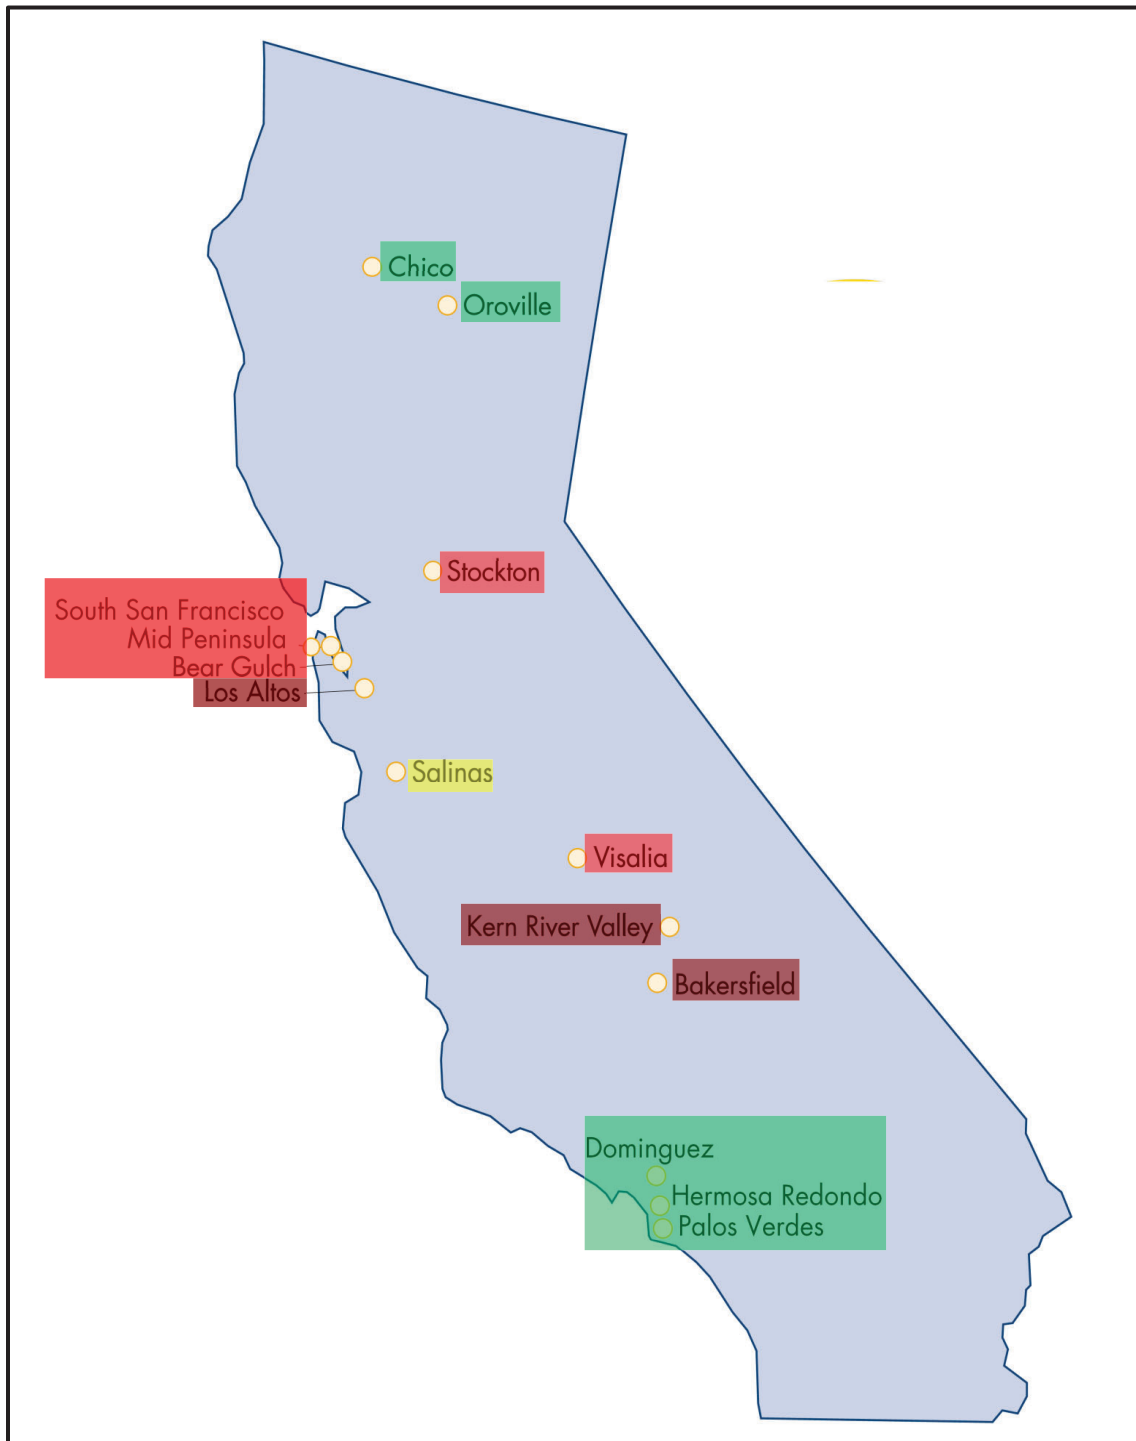 Chico
Oroville
Stockton
South San Francisco
Mid Peninsula
Bear Gulch
Los Altos
Salinas
Visalia
Kern River Valley
Bakersfield
Dominguez
Hermosa Redondo
Palos Verdes